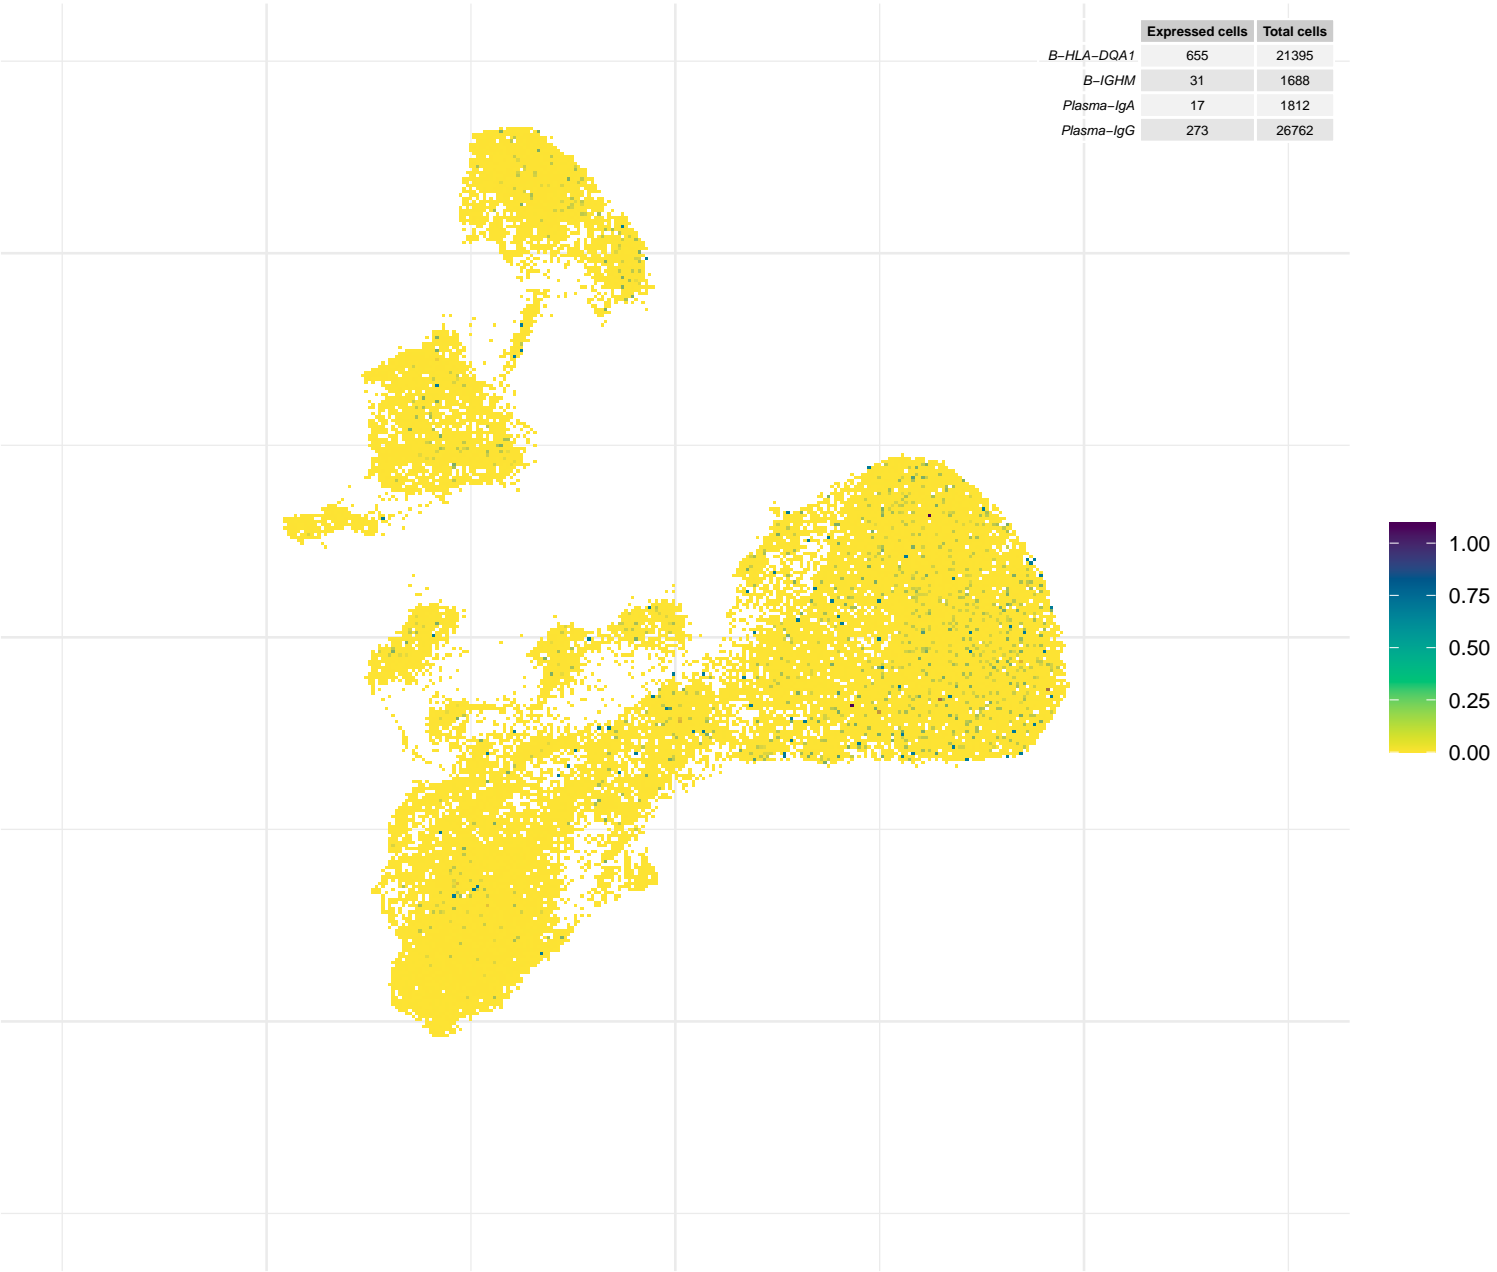 Expressed cells Total cells
B−HLA−DQA1 655 21395
B−IGHM 31 1688
Plasma−IgA 17 1812
Plasma−IgG 273 26762
1.00
0.75
0.50
0.25
0.00